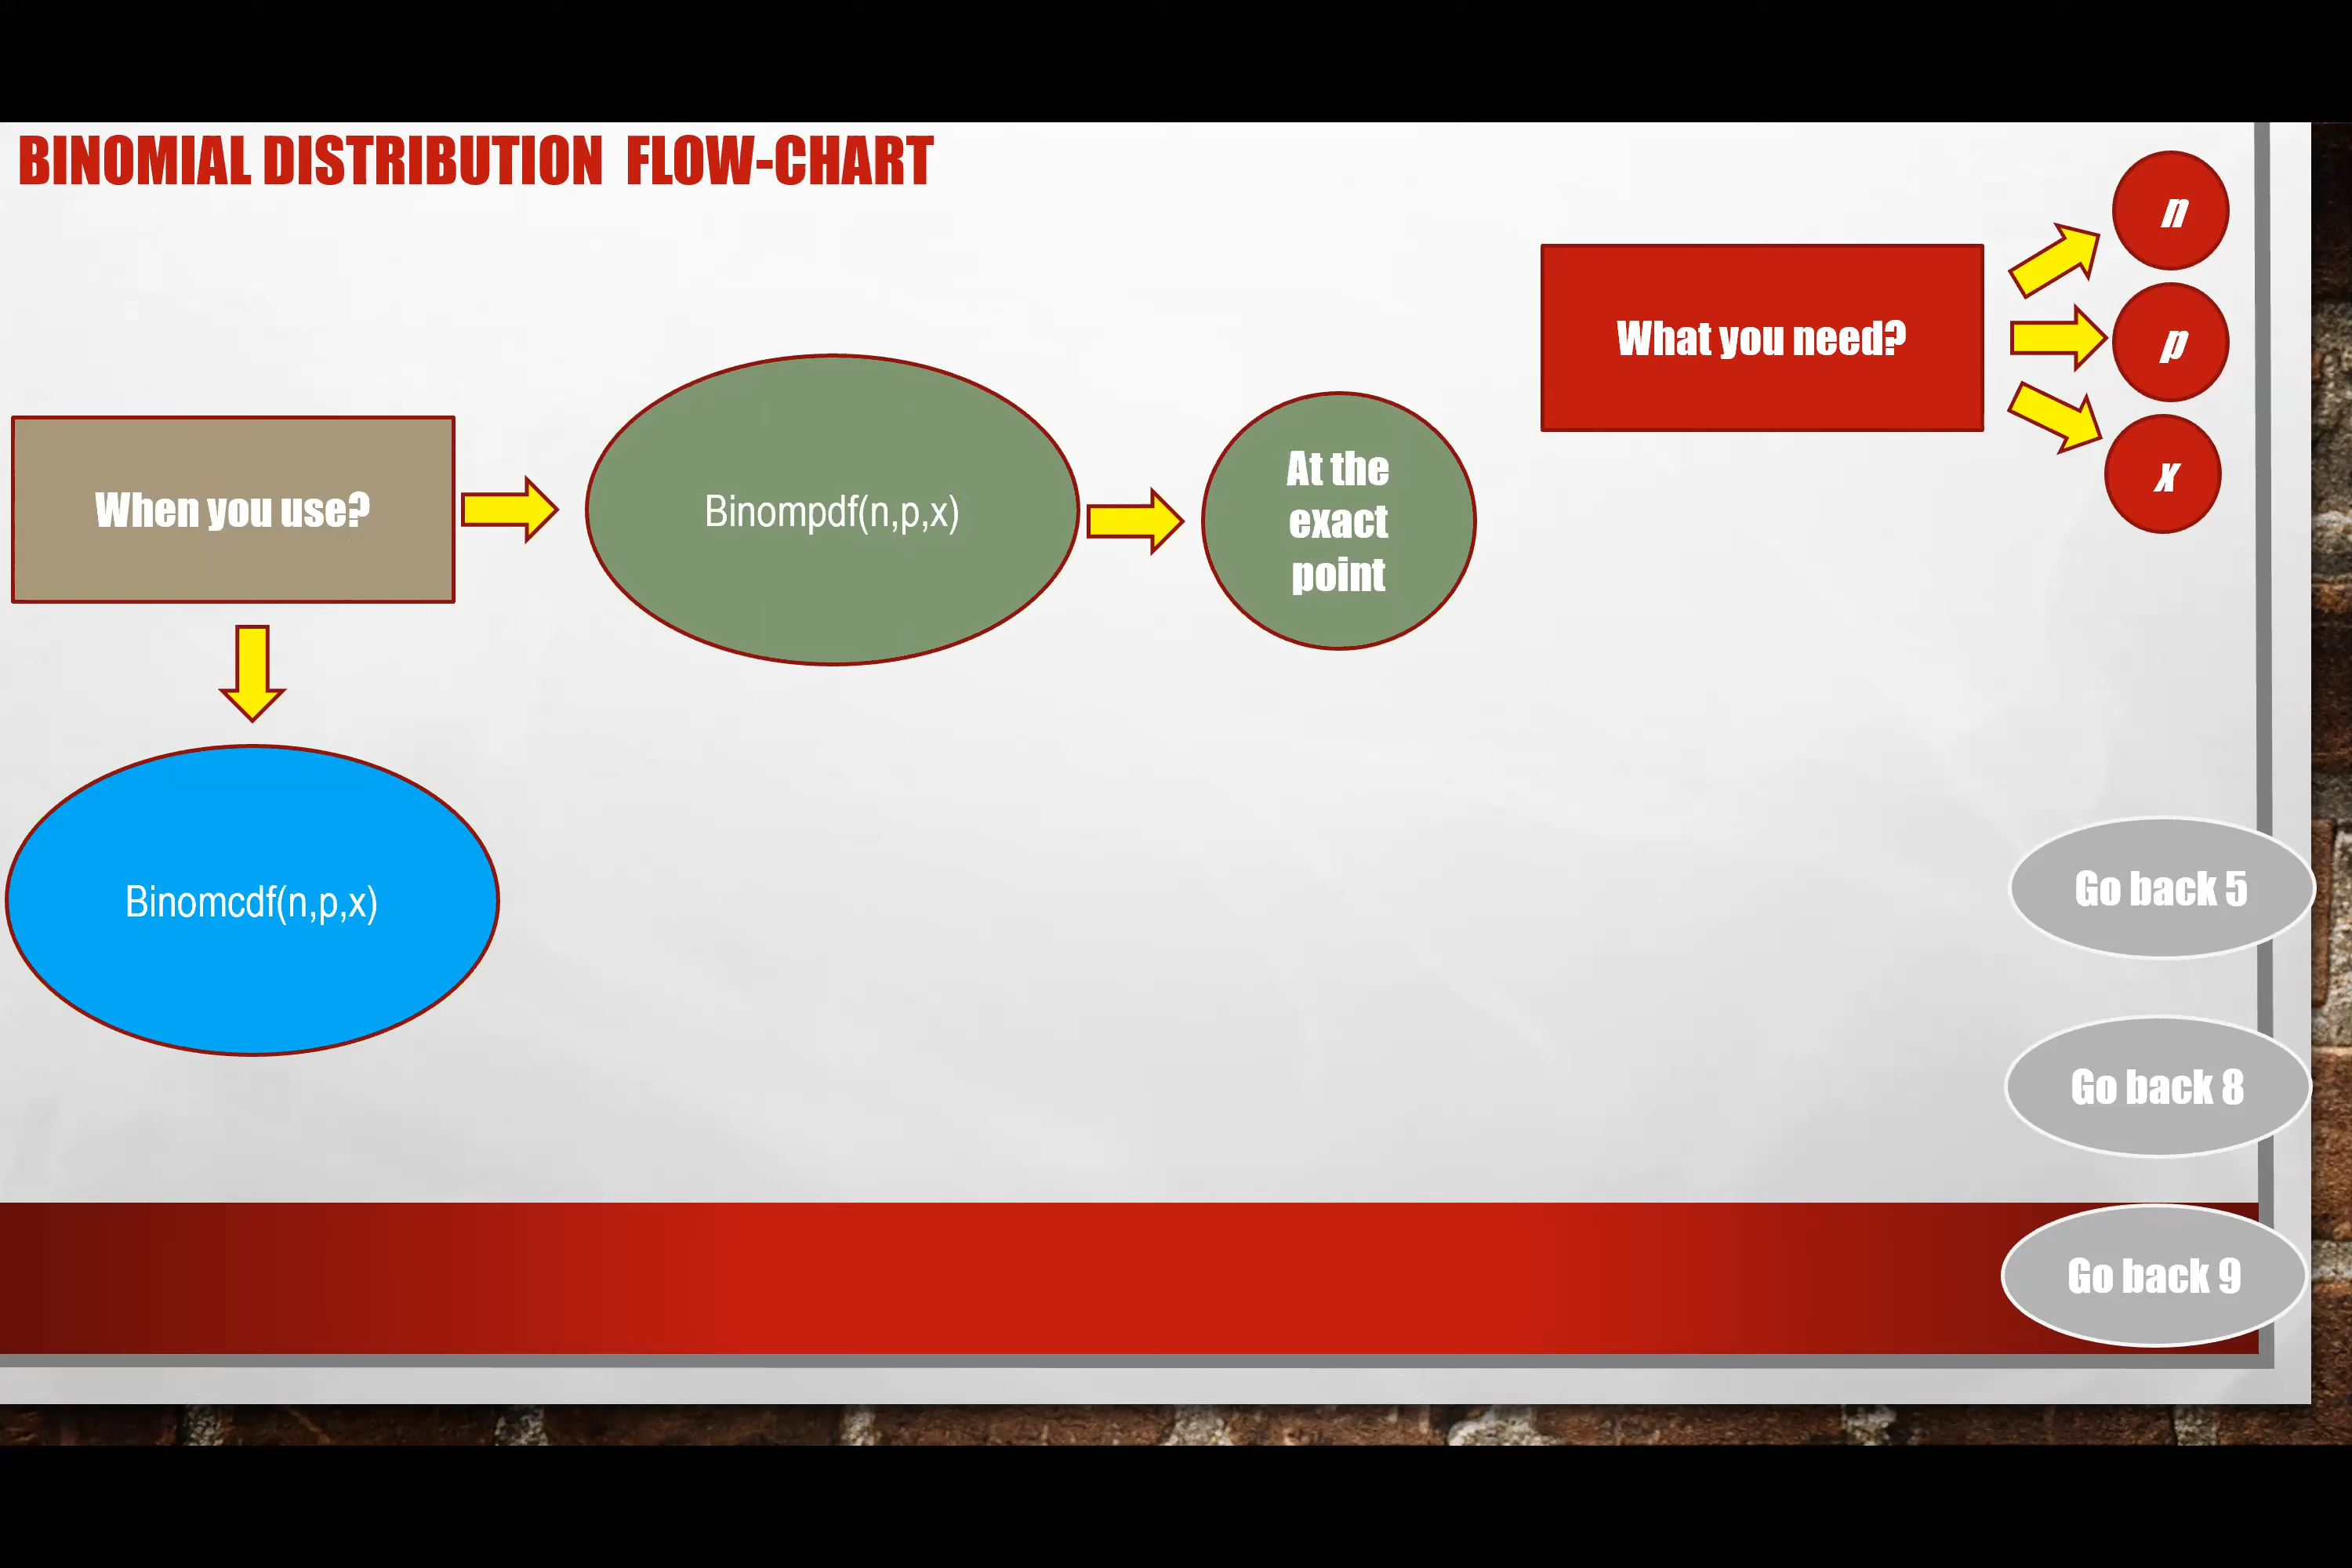 BINOMIAL DISTRIBUTION FLOW-CHART
When you use?
Binompdf(n,p,x)
At the
exact
point
What you need?
n
p
x
Binomcdf(n,p,x)
Go back 5
Go back 8
Go back 9